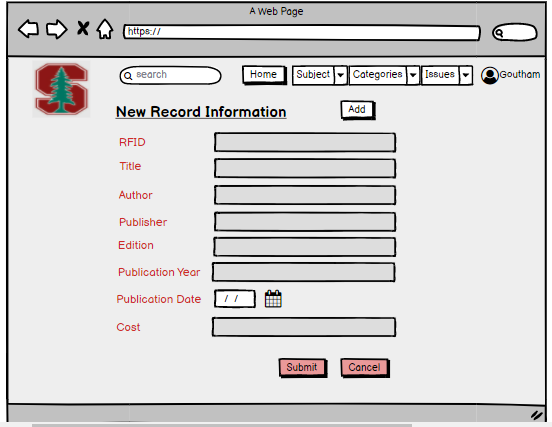 A Web Page
https://
search
Home
Subject
Categories
Issues
Goutham
S
New Record Information
Add
RFID
Title
Author
Publisher
Edition
Publication Year
Publication Date
/ /
Cost
Submit
Cancel